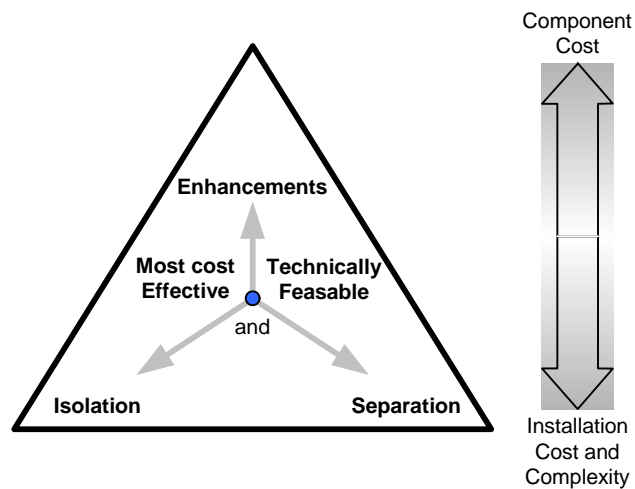 Component
Cost
Enhancements
Most cost
Effective
Technically
Feasable
and
Isolation
Separation
Installation
Cost and
Complexity